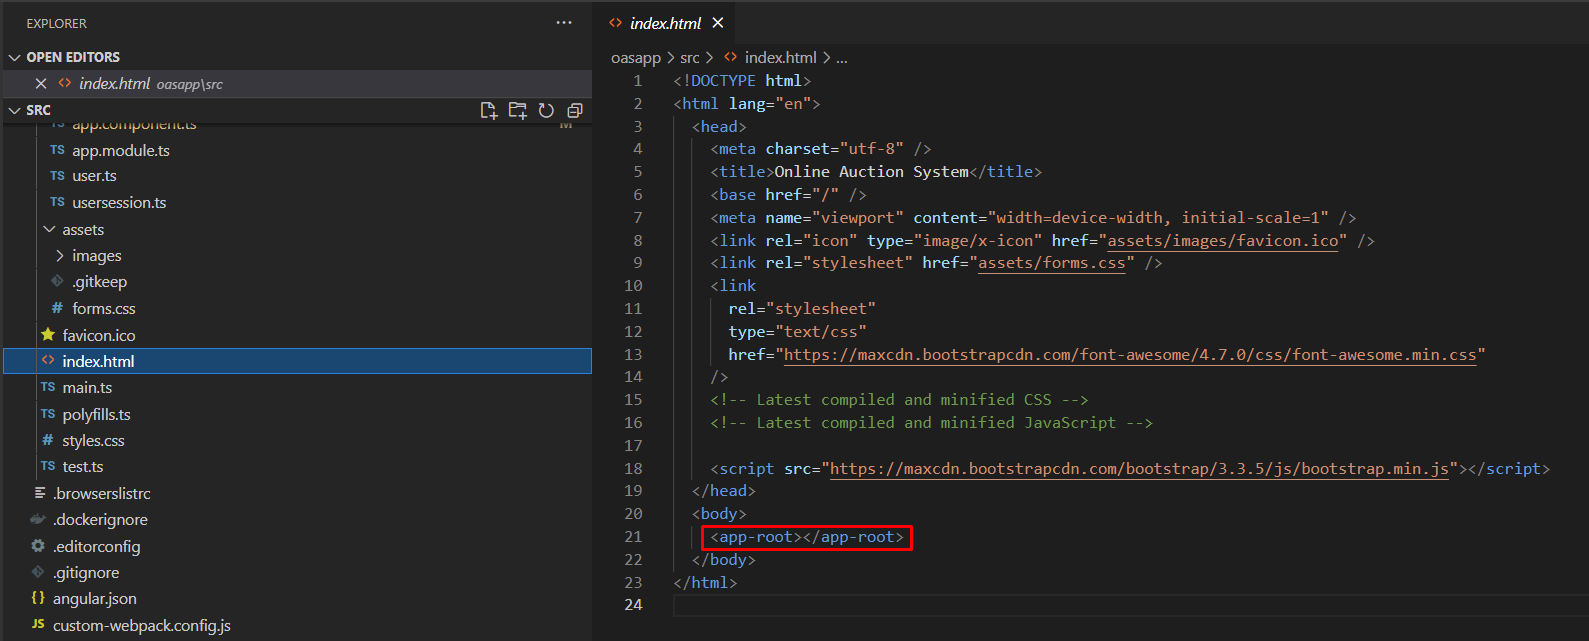 EXPLORER
...
OPEN EDITORS
index.html oasapp\src
SRC
TS app.component.ts M
TS app.module.ts
TS user.ts
TS usersession.ts
assets
images
.gitkeep
# forms.css
favicon.ico
<> index.html
TS main.ts
TS polyfills.ts
# styles.css
TS test.ts
.browserslistrc
.dockerignore
.editorconfig
.gitignore
{} angular.json
JS custom-webpack.config.js
<> index.html
oasapp > src > <> index.html > ...
1 <!DOCTYPE html>
2 <html lang="en">
3 <head>
4 <meta charset="utf-8" />
5 <title>Online Auction System</title>
6 <base href="/" />
7 <meta name="viewport" content="width=device-width, initial-scale=1" />
8 <link rel="icon" type="image/x-icon" href="assets/images/favicon.ico" />
9 <link rel="stylesheet" href="assets/forms.css" />
10 <link
11 rel="stylesheet"
12 type="text/css"
13 href="https://maxcdn.bootstrapcdn.com/font-awesome/4.7.0/css/font-awesome.min.css"
14 />
15 <!-- Latest compiled and minified CSS -->
16 <!-- Latest compiled and minified JavaScript -->
17
18 <script src="https://maxcdn.bootstrapcdn.com/bootstrap/3.3.5/js/bootstrap.min.js"></script>
19 </head>
20 <body>
21 <app-root></app-root>
22 </body>
23 </html>
24